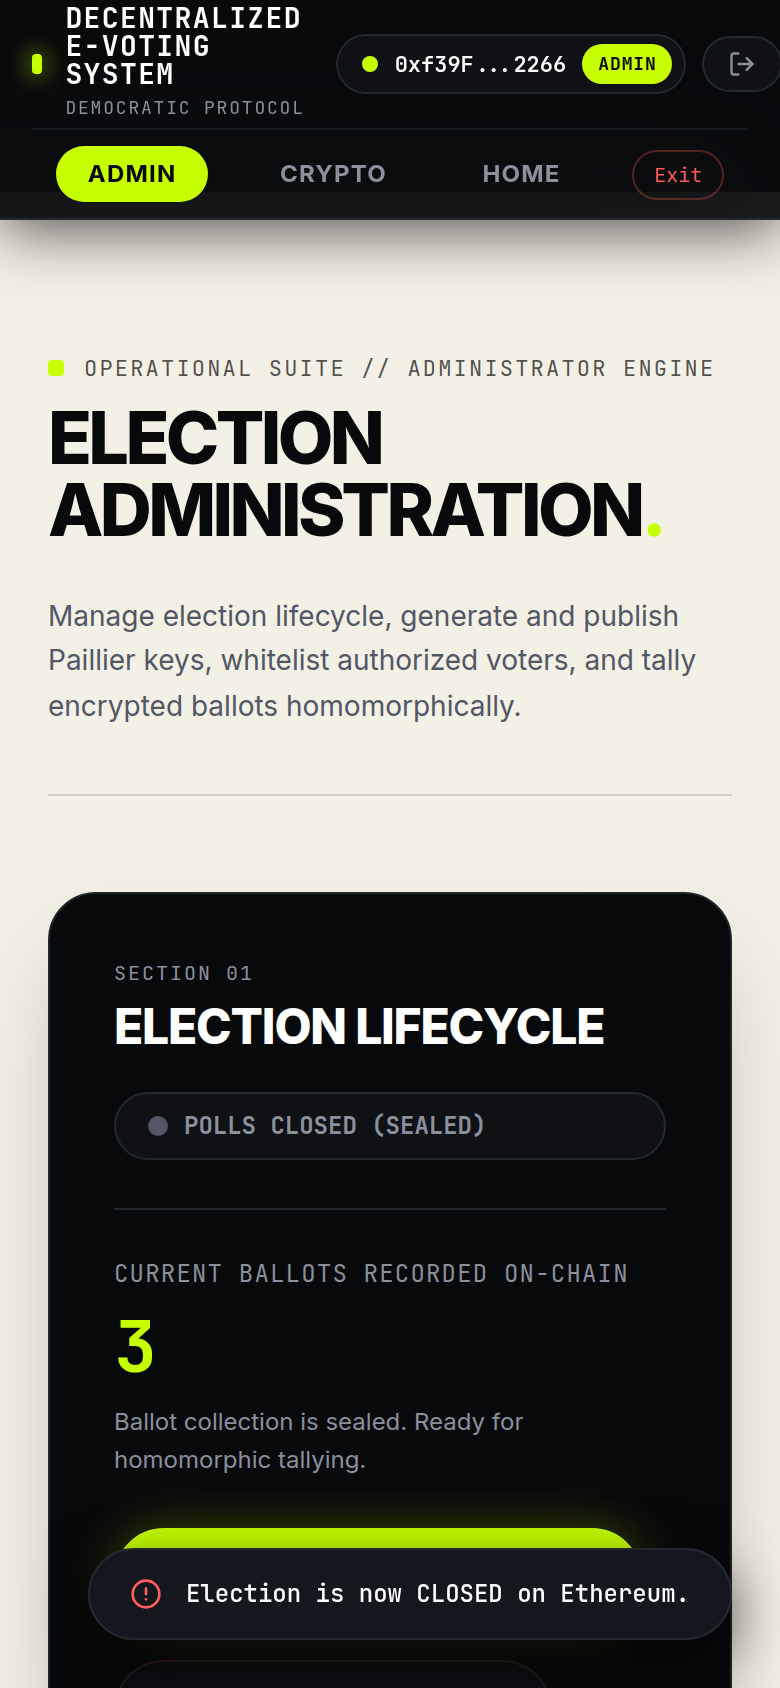 DECENTRALIZED
E-VOTING
SYSTEM
DEMOCRATIC PROTOCOL
0xf39F...2266 ADMIN
ADMIN CRYPTO HOME Exit
OPERATIONAL SUITE // ADMINISTRATOR ENGINE
ELECTION
ADMINISTRATION.
Manage election lifecycle, generate and publish
Paillier keys, whitelist authorized voters, and tally
encrypted ballots homomorphically.
SECTION 01
ELECTION LIFECYCLE
POLLS CLOSED (SEALED)
CURRENT BALLOTS RECORDED ON-CHAIN
3
Ballot collection is sealed. Ready for
homomorphic tallying.
Election is now CLOSED on Ethereum.